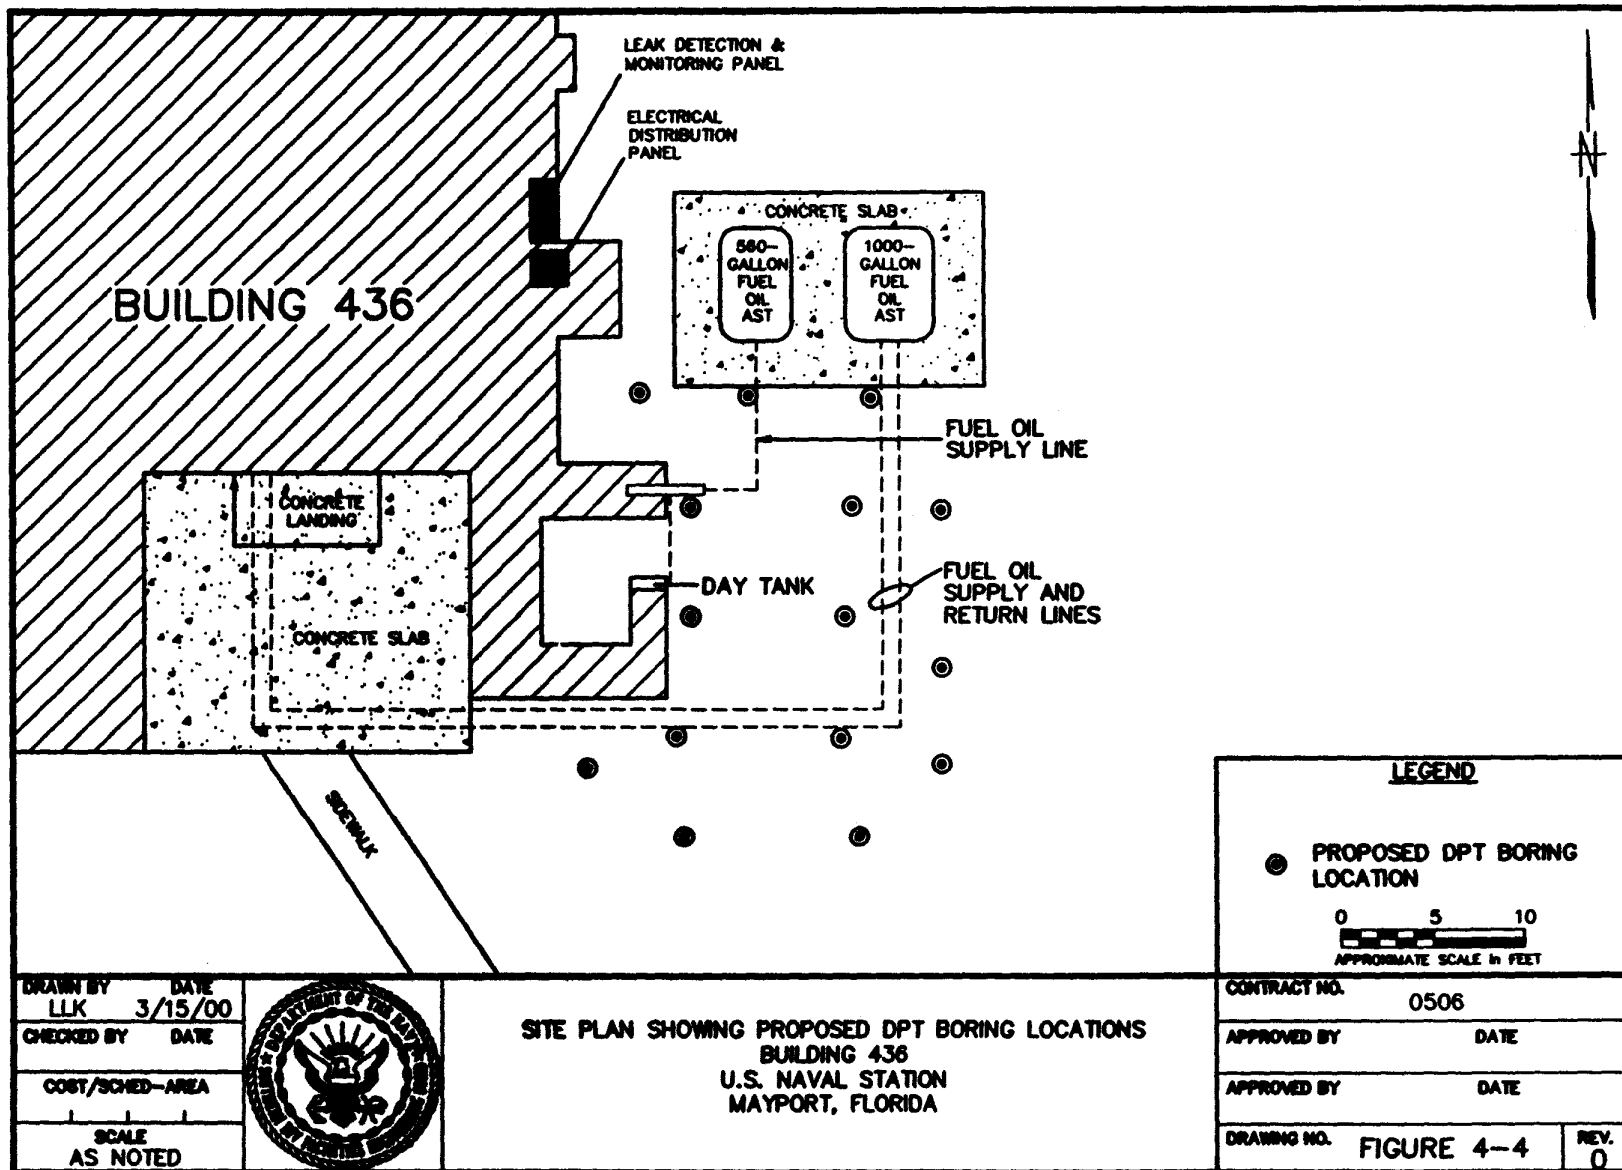 LEAK DETECTION &
MONITORING PANEL
ELECTRICAL
DISTRIBUTION
PANEL
N
CONCRETE SLAB
560-
GALLON
FUEL
OIL
AST
1000-
GALLON
FUEL
OIL
AST
BUILDING 436
FUEL OIL
SUPPLY LINE
CONCRETE
LANDING
DAY TANK
FUEL OIL
SUPPLY AND
RETURN LINES
CONCRETE SLAB
SIDEWALK
LEGEND
PROPOSED DPT BORING
LOCATION
0 5 10
APPROXIMATE SCALE in FEET
DRAWN BY DATE
LLK 3/15/00
CHECKED BY DATE
COST/SCHED-AREA
SCALE
AS NOTED
DEPARTMENT OF THE NAVY
SITE PLAN SHOWING PROPOSED DPT BORING LOCATIONS
BUILDING 436
U.S. NAVAL STATION
MAYPORT, FLORIDA
CONTRACT NO.
0506
APPROVED BY DATE
APPROVED BY DATE
DRAWING NO.
FIGURE 4-4
REV.
0